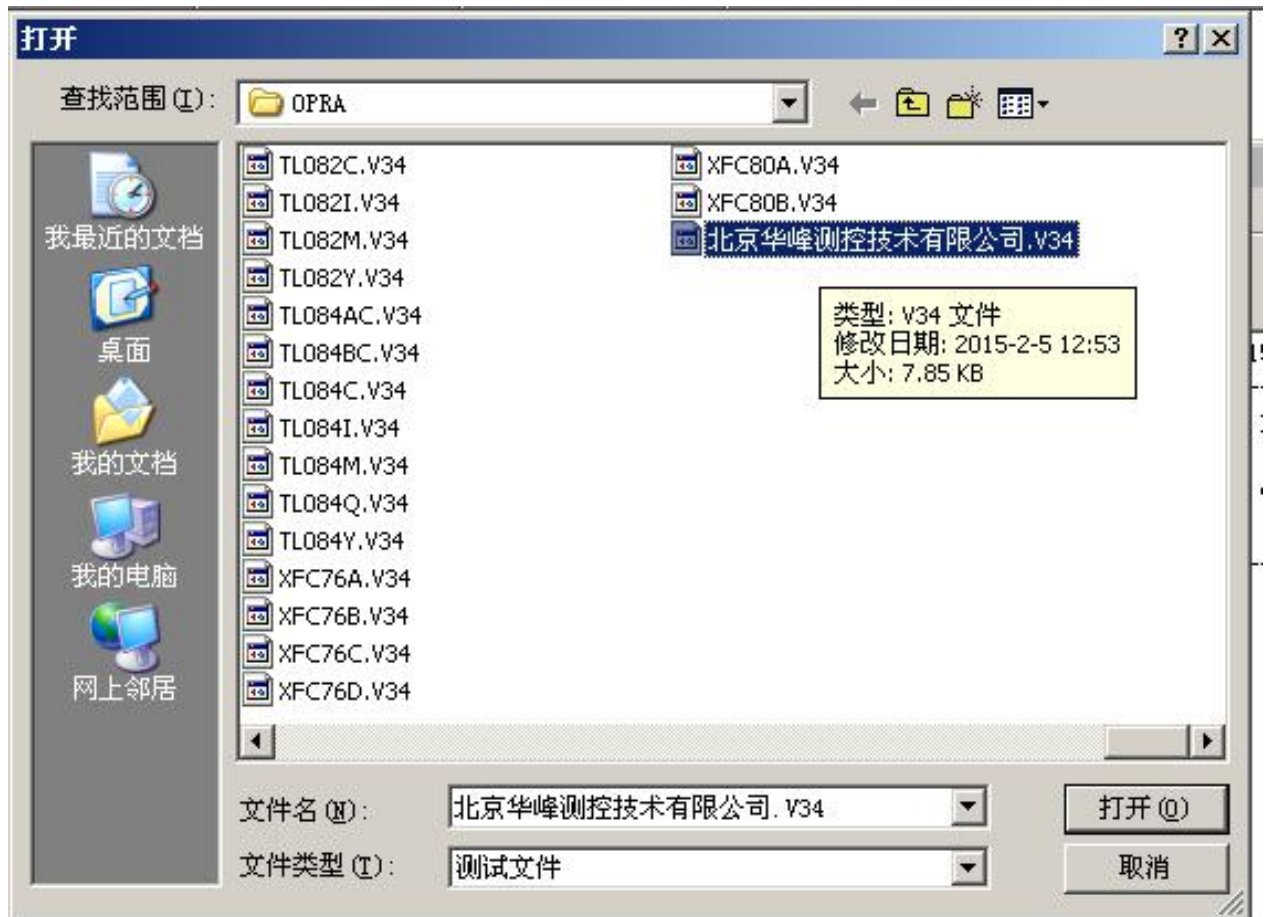 打开
查找范围(I):
OPRA
我最近的文档
桌面
我的文档
我的电脑
网上邻居
TL082C.V34
TL082I.V34
TL082M.V34
TL082Y.V34
TL084AC.V34
TL084BC.V34
TL084C.V34
TL084I.V34
TL084M.V34
TL084Q.V34
TL084Y.V34
XFC76A.V34
XFC76B.V34
XFC76C.V34
XFC76D.V34
XFC80A.V34
XFC80B.V34
北京华峰测控技术有限公司.V34
类型: V34 文件
修改日期: 2015-2-5 12:53
大小: 7.85 KB
文件名(N):
北京华峰测控技术有限公司.V34
打开(O)
文件类型(T):
测试文件
取消